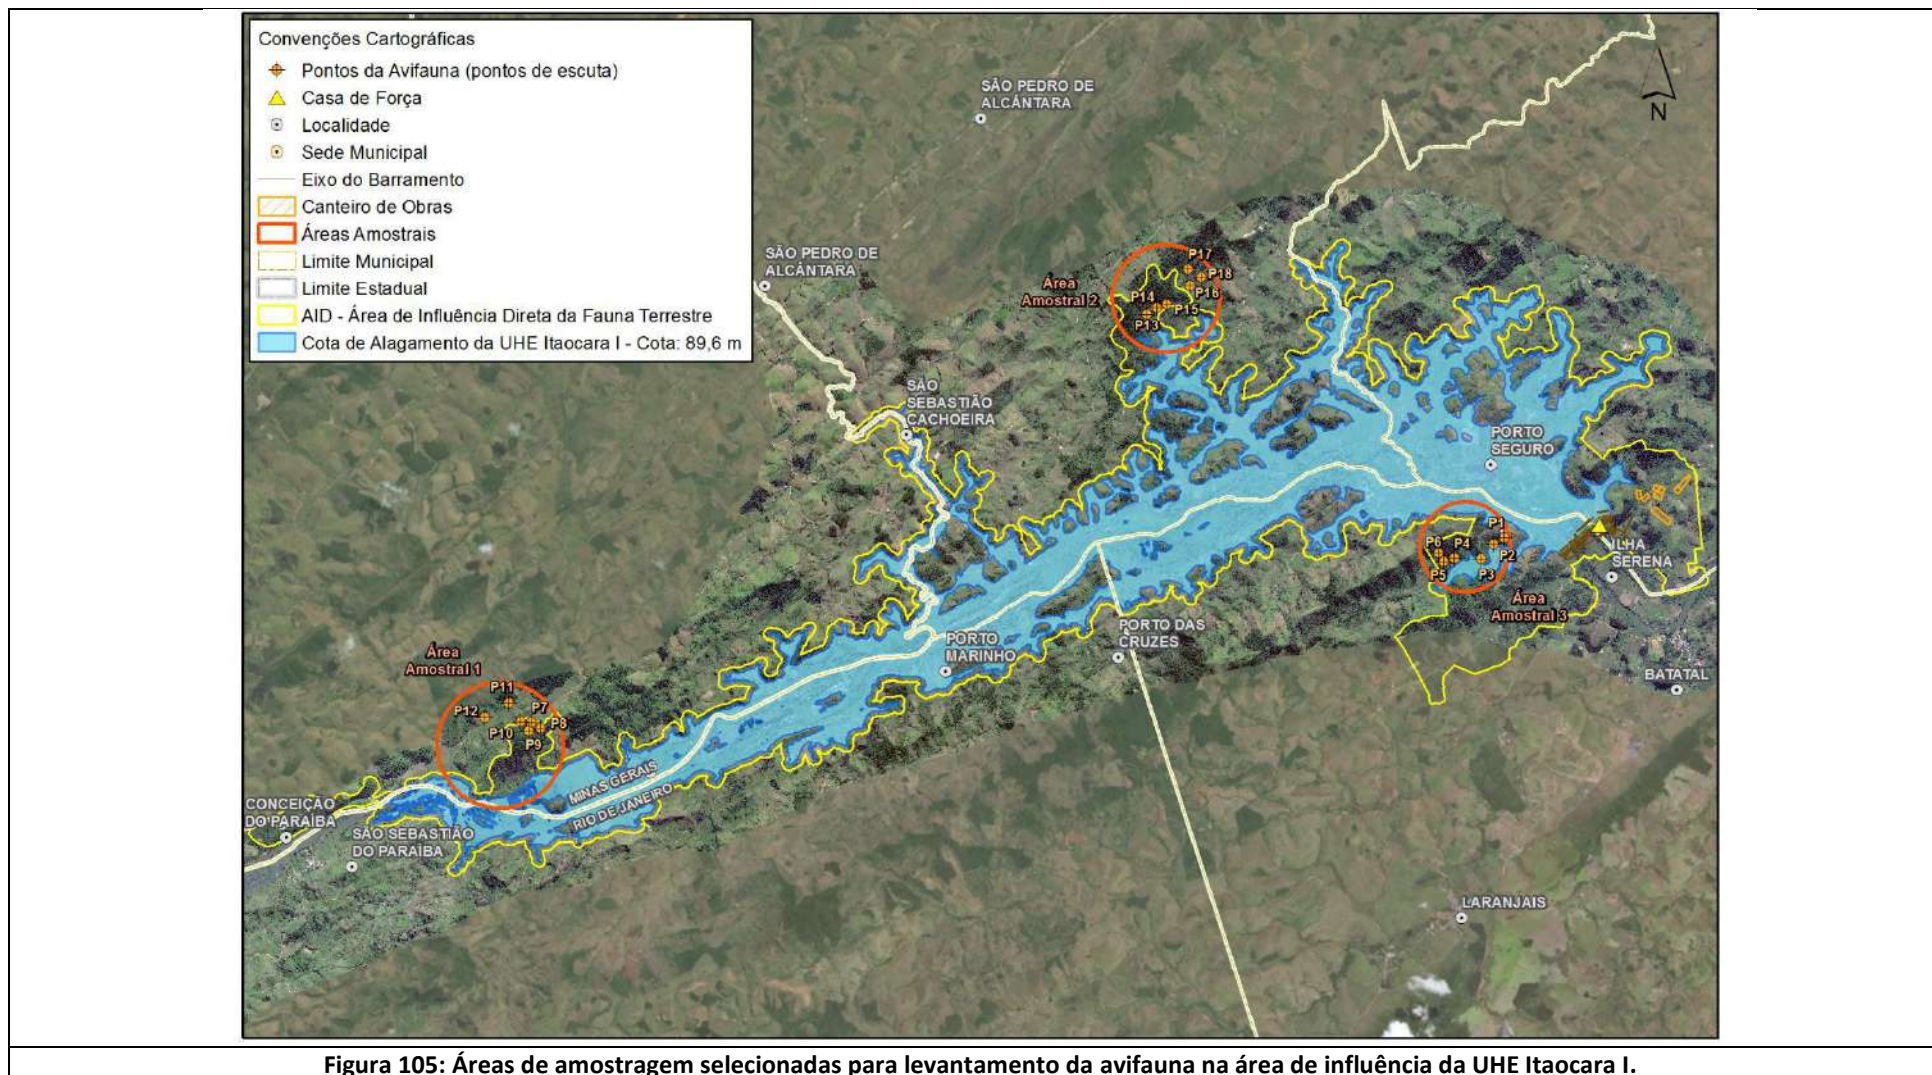 Convenções Cartográficas
Pontos da Avifauna (pontos de escuta)
Casa de Força
Localidade
Sede Municipal
Eixo do Barramento
Canteiro de Obras
Áreas Amostrais
Limite Municipal
Limite Estadual
AID - Área de Influência Direta da Fauna Terrestre
Cota de Alagamento da UHE Itaocara I - Cota: 89,6 m
N
SÃO PEDRO DE
ALCÂNTARA
SÃO PEDRO DE
ALCÂNTARA
Área
Amostral 2
P17
P18
P16
P14
P15
P13
SÃO
SEBASTIÃO
CACHOEIRA
PORTO
SEGURO
P1
P2
P6
P4
P5
P3
ILHA
SERENA
Área
Amostral 3
PORTO DAS
CRUZES
PORTO
MARINHO
BATATAL
Área
Amostral 1
P11
P12
P7
P8
P10
P9
MINAS GERAIS
RIO DE JANEIRO
CONCEIÇÃO
DO PARAÍBA
SÃO SEBASTIÃO
DO PARAÍBA
LARANJAIS
Figura 105: Áreas de amostragem selecionadas para levantamento da avifauna na área de influência da UHE Itaocara I.